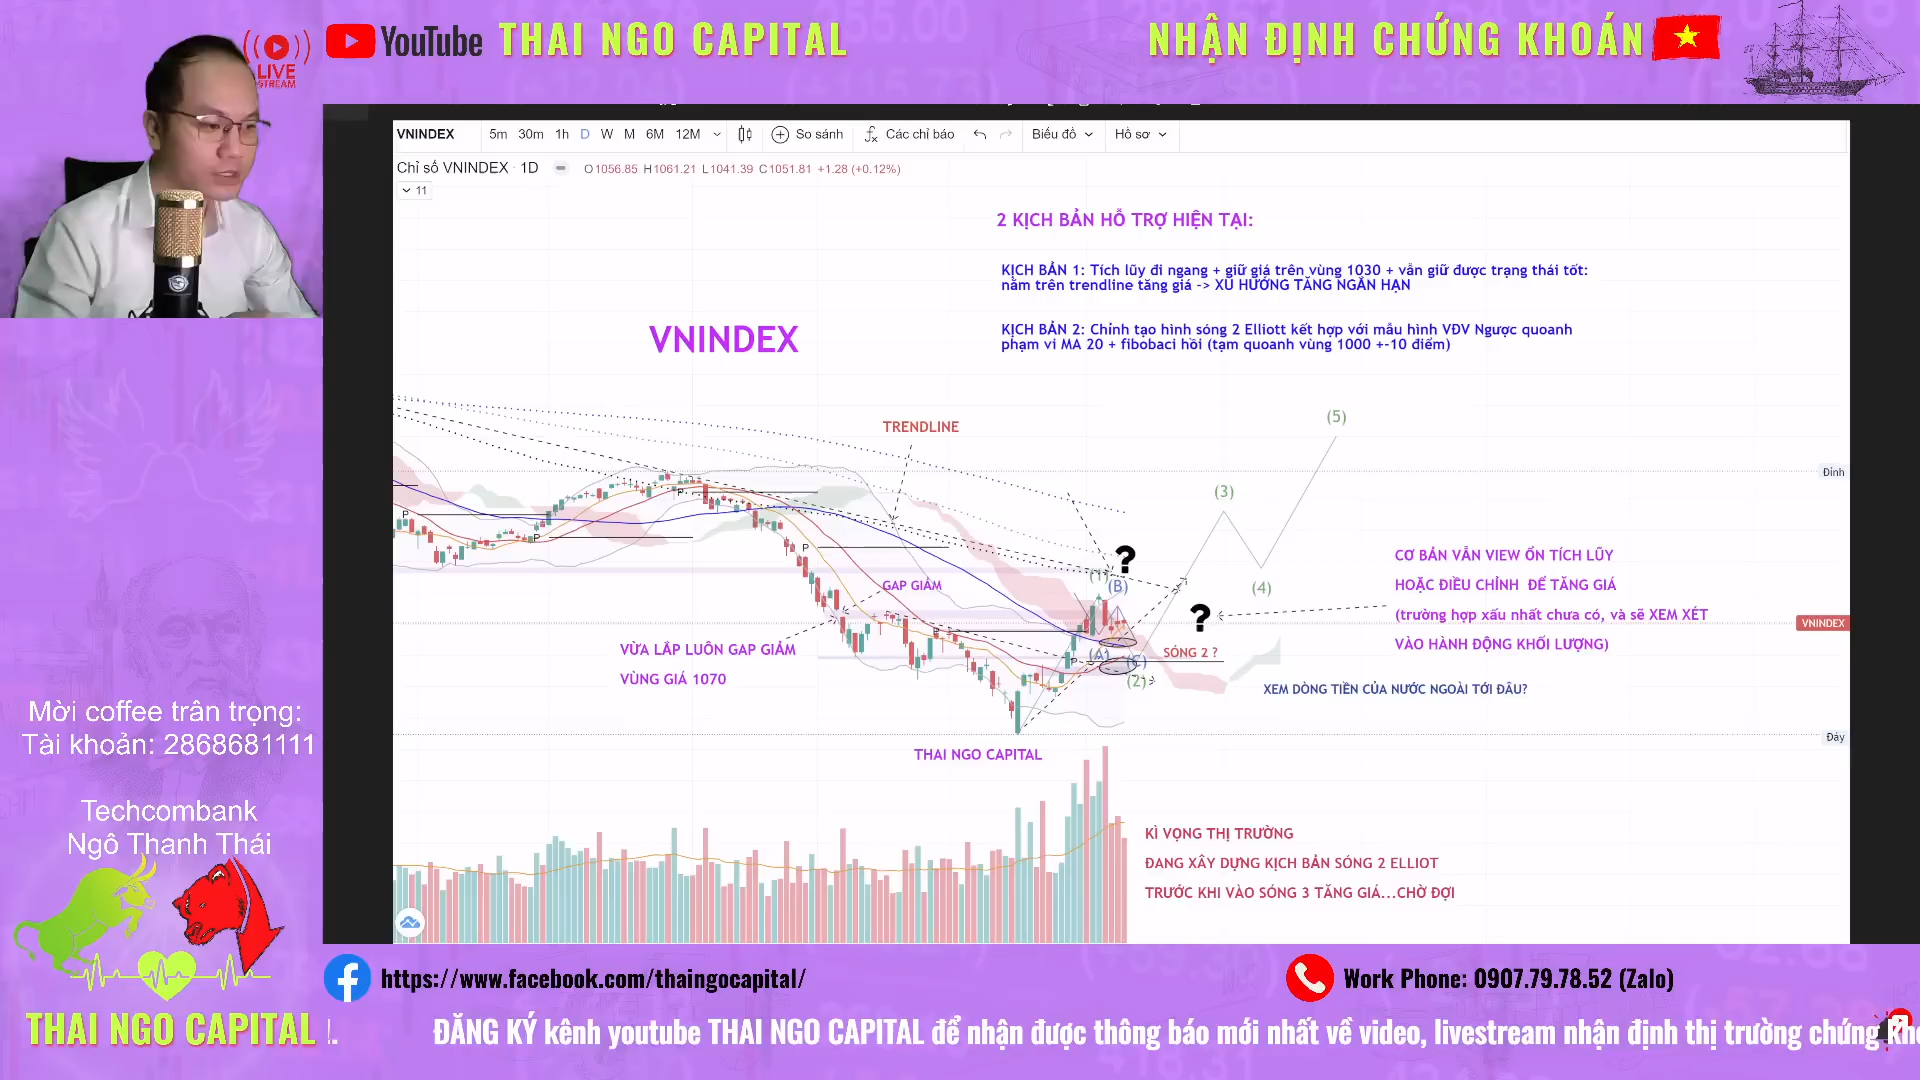 LIVE
STREAM
YouTube THAI NGO CAPITAL
NHẬN ĐỊNH CHỨNG KHOÁN
VNINDEX 5m 30m 1h D W M 6M 12M So sánh Các chỉ báo Biểu đồ Hồ sơ
Chỉ số VNINDEX · 1D O1056.85 H1061.21 L1041.39 C1051.81 +1.28 (+0.12%)
11
2 KỊCH BẢN HỖ TRỢ HIỆN TẠI:
KỊCH BẢN 1: Tích lũy đi ngang + giữ giá trên vùng 1030 + vẫn giữ được trạng thái tốt:
nằm trên trendline tăng giá -> XU HƯỚNG TĂNG NGẮN HẠN
KỊCH BẢN 2: Chỉnh tạo hình sóng 2 Elliott kết hợp với mẫu hình VĐV Ngược quoanh
phạm vi MA 20 + fibobaci hồi (tạm quoanh vùng 1000 +-10 điểm)
VNINDEX
TRENDLINE
(5)
Đỉnh
(3)
P
P
P
P
?
(1)
(B)
GAP GIẢM
(4)
?
CƠ BẢN VẪN VIEW ỔN TÍCH LŨY
HOẶC ĐIỀU CHỈNH ĐỂ TĂNG GIÁ
(trường hợp xấu nhất chưa có, và sẽ XEM XÉT
VÀO HÀNH ĐỘNG KHỐI LƯỢNG)
VNINDEX
VỪA LẮP LUÔN GAP GIẢM
VÙNG GIÁ 1070
P
P
(A)
(C)
(2)
SÓNG 2 ?
XEM DÒNG TIỀN CỦA NƯỚC NGOÀI TỚI ĐÂU?
Đáy
THAI NGO CAPITAL
KÌ VỌNG THỊ TRƯỜNG
ĐANG XÂY DỰNG KỊCH BẢN SÓNG 2 ELLIOT
TRƯỚC KHI VÀO SÓNG 3 TĂNG GIÁ...CHỜ ĐỢI
Mời coffee trân trọng:
Tài khoản: 2868681111
Techcombank
Ngô Thanh Thái
THAI NGO CAPITAL
https://www.facebook.com/thaingocapital/
Work Phone: 0907.79.78.52 (Zalo)
!. ĐĂNG KÝ kênh youtube THAI NGO CAPITAL để nhận được thông báo mới nhất về video, livestream nhận định thị trường chứng